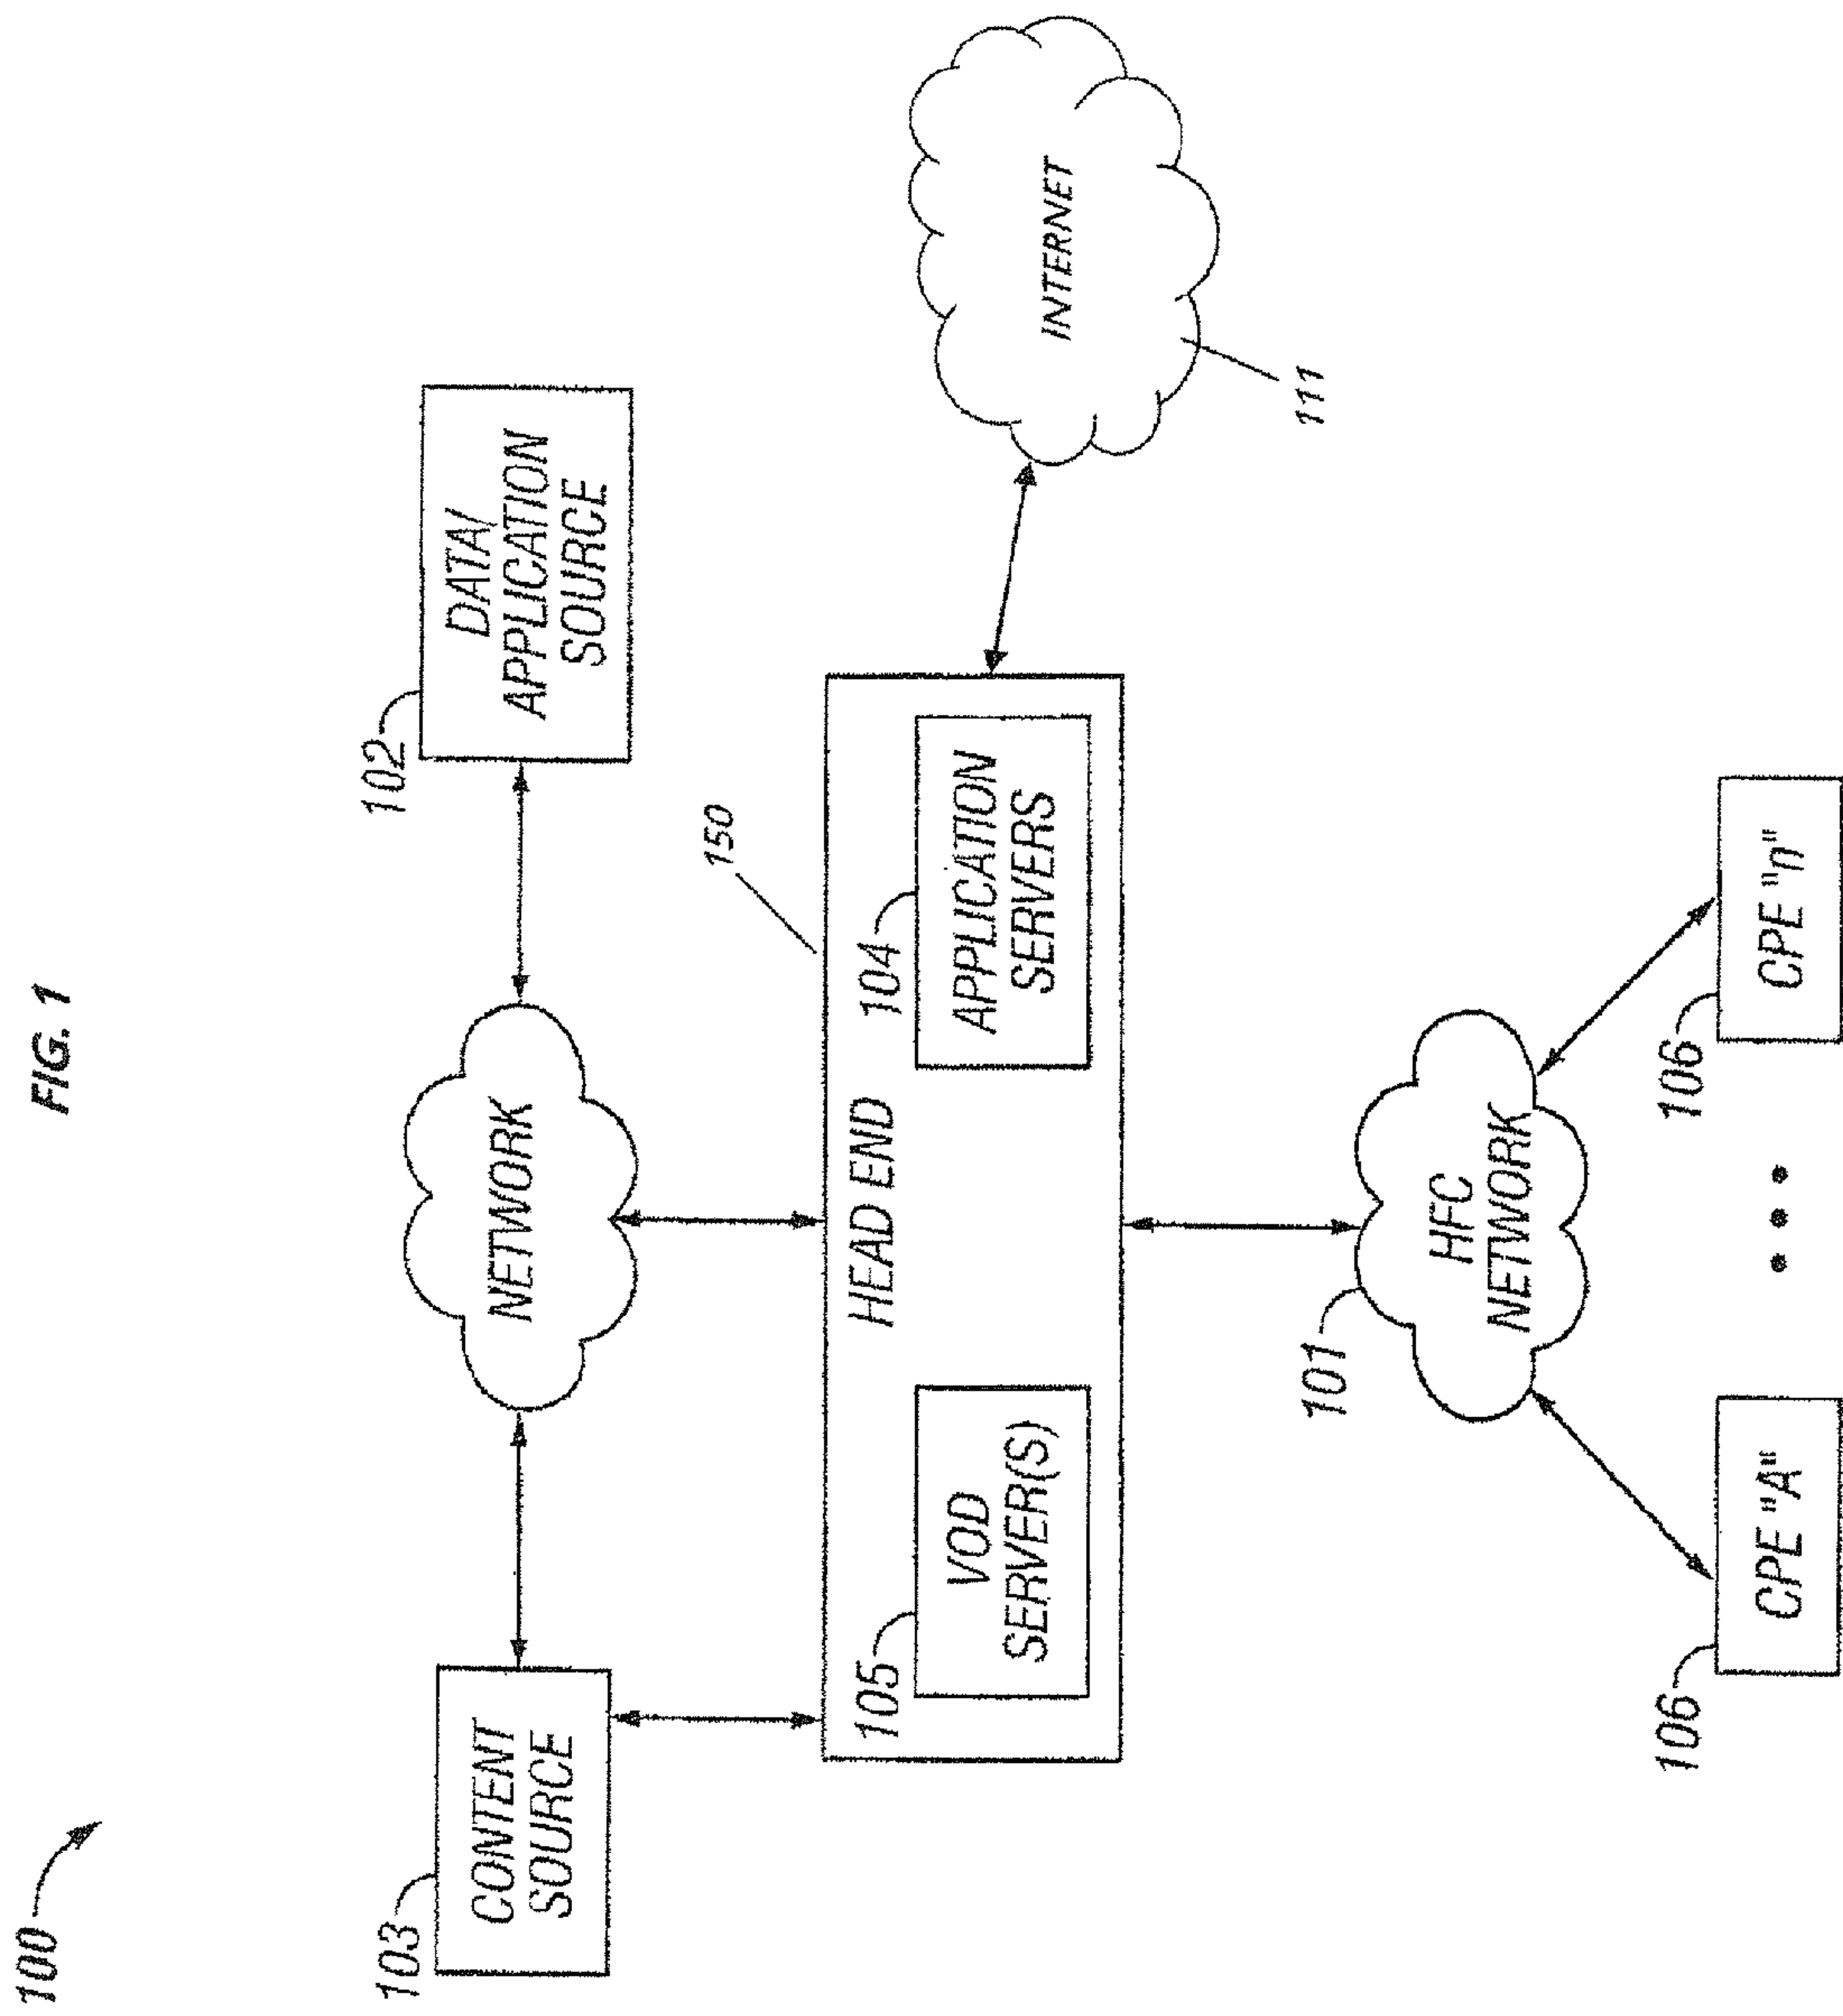 FIG. 1
100
103
CONTENT
SOURCE
NETWORK
102
DATA/
APPLICATION
SOURCE
150
HEAD END
105
VOD
SERVER(S)
104
APPLICATION
SERVERS
INTERNET
111
101
HFC
NETWORK
106
CPE "A"
106
CPE "n"